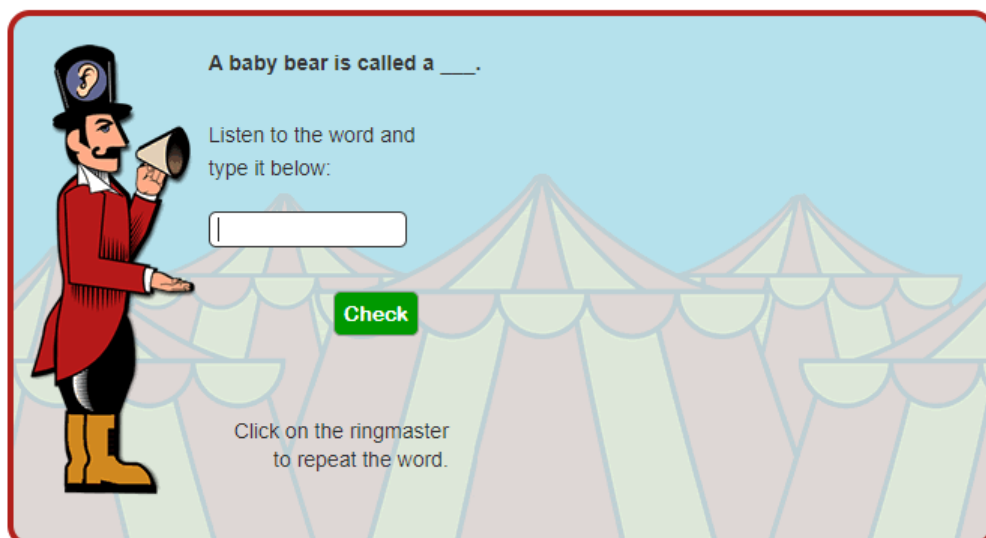 A baby bear is called a ___.
Listen to the word and
type it below:
Check
Click on the ringmaster
to repeat the word.